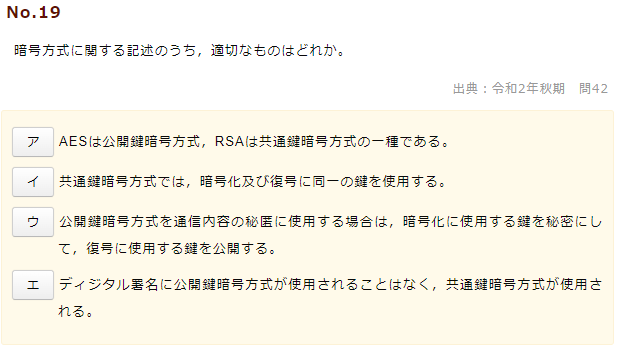 No.19
暗号方式に関する記述のうち，適切なものはどれか。
出典：令和2年秋期　問42
ア AESは公開鍵暗号方式，RSAは共通鍵暗号方式の一種である。
イ 共通鍵暗号方式では，暗号化及び復号に同一の鍵を使用する。
ウ 公開鍵暗号方式を通信内容の秘匿に使用する場合は，暗号化に使用する鍵を秘密にし
て，復号に使用する鍵を公開する。
エ ディジタル署名に公開鍵暗号方式が使用されることはなく，共通鍵暗号方式が使用さ
れる。